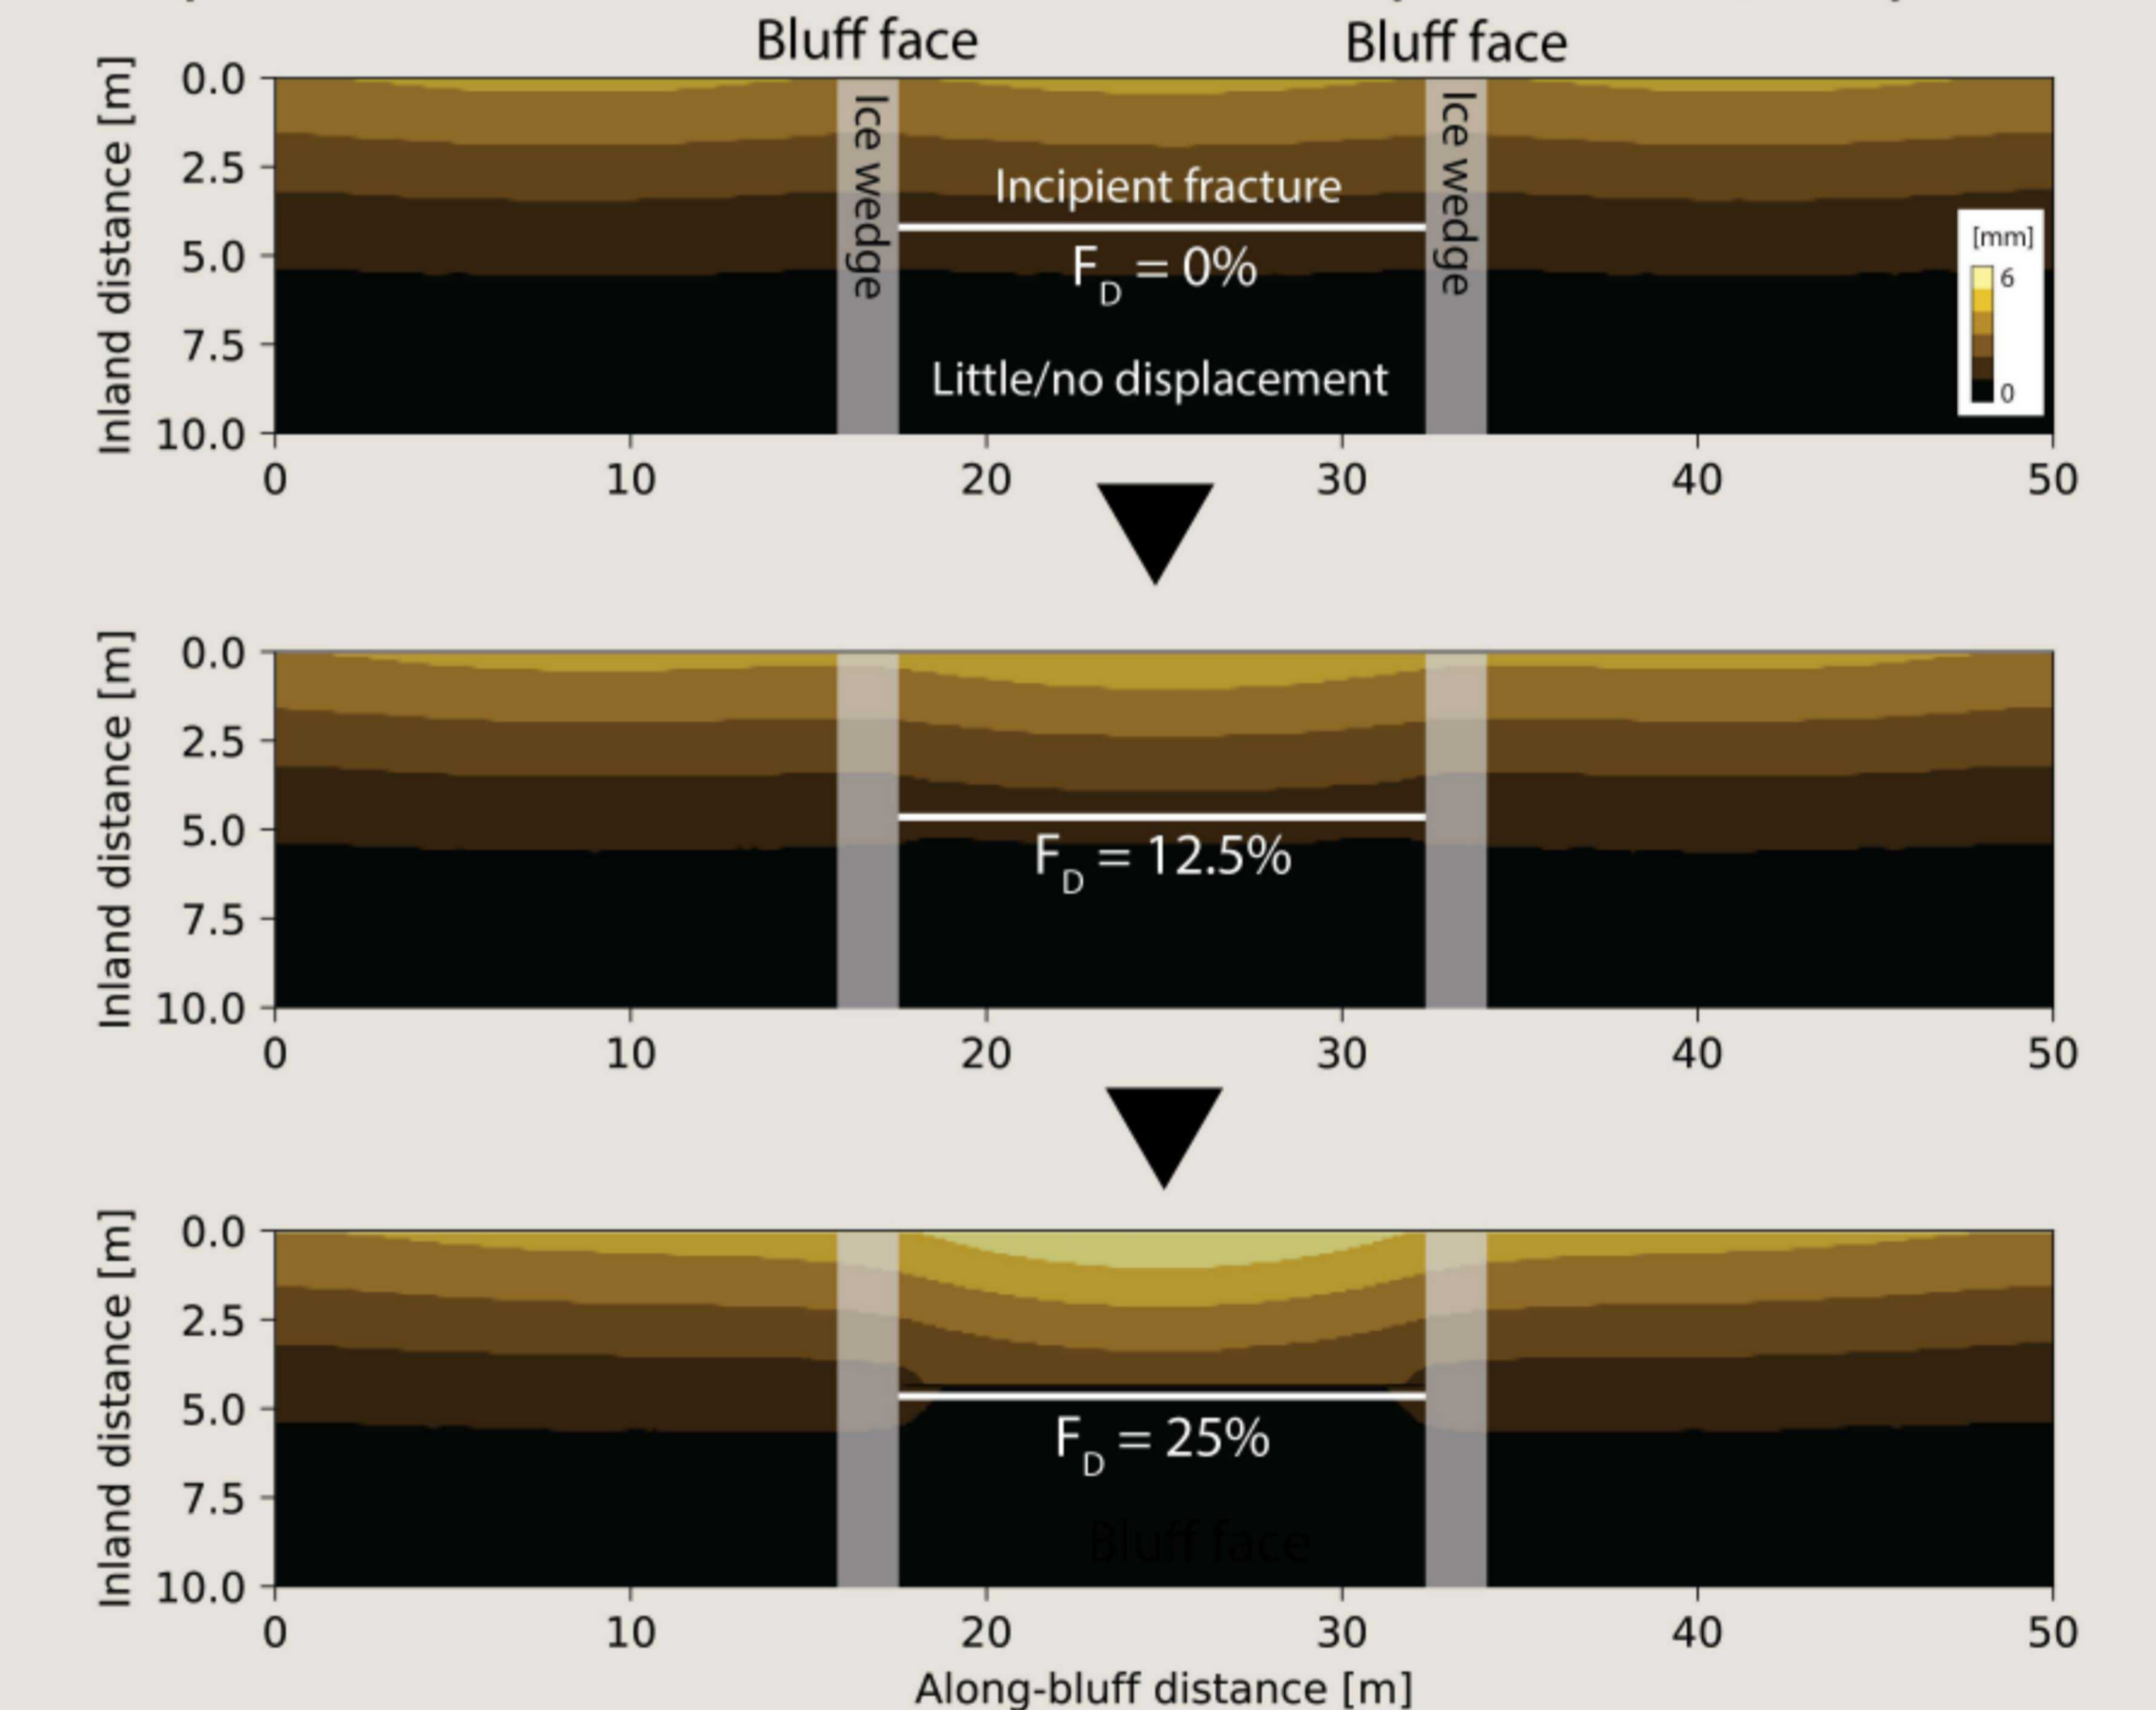 Bluff face Bluff face
Inland distance [m]
0.0
2.5
5.0
7.5
10.0
Ice wedge
Ice wedge
Incipient fracture
F_D = 0%
Little/no displacement
[mm]
6
0
0 10 20 30 40 50
Inland distance [m]
0.0
2.5
5.0
7.5
10.0
F_D = 12.5%
0 10 20 30 40 50
Inland distance [m]
0.0
2.5
5.0
7.5
10.0
F_D = 25%
Bluff face
0 10 20 30 40 50
Along-bluff distance [m]